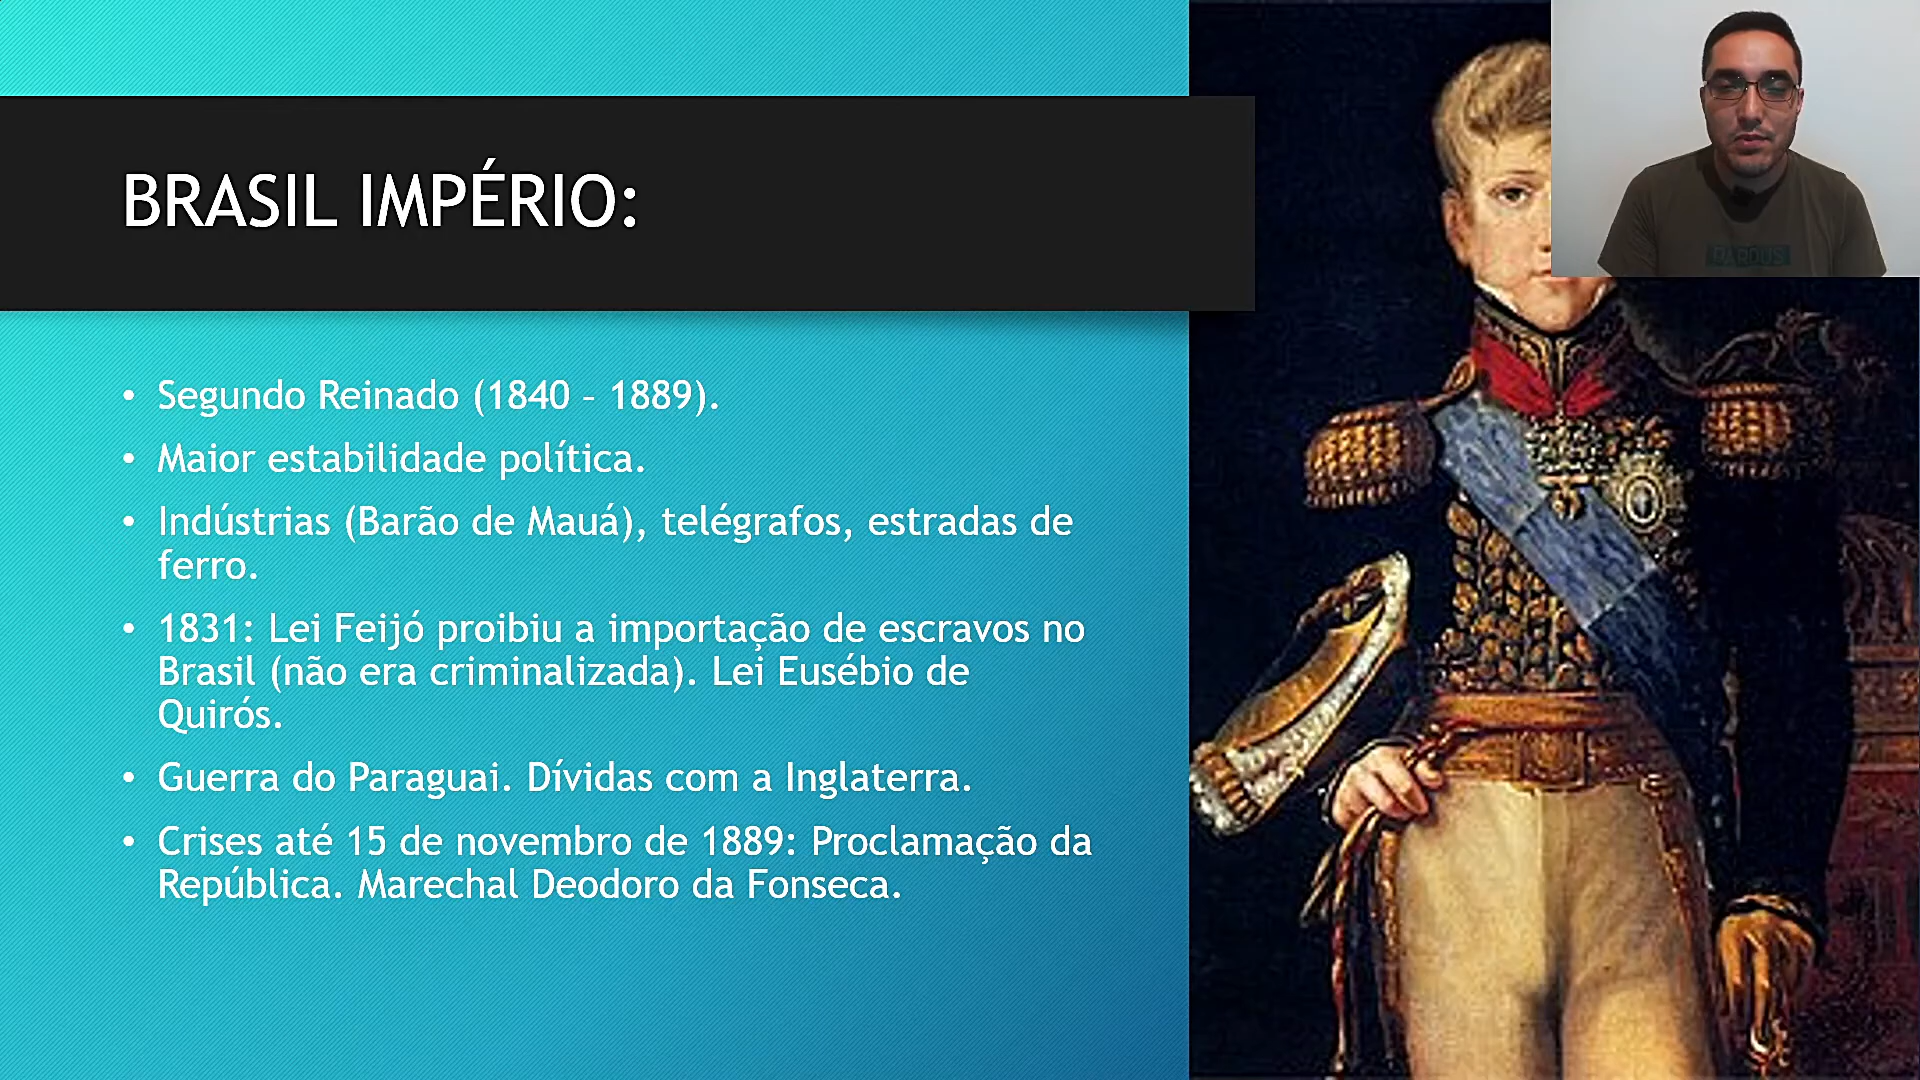 BRASIL IMPÉRIO:
• Segundo Reinado (1840 – 1889).
• Maior estabilidade política.
• Indústrias (Barão de Mauá), telégrafos, estradas de
ferro.
• 1831: Lei Feijó proibiu a importação de escravos no
Brasil (não era criminalizada). Lei Eusébio de
Quirós.
• Guerra do Paraguai. Dívidas com a Inglaterra.
• Crises até 15 de novembro de 1889: Proclamação da
República. Marechal Deodoro da Fonseca.